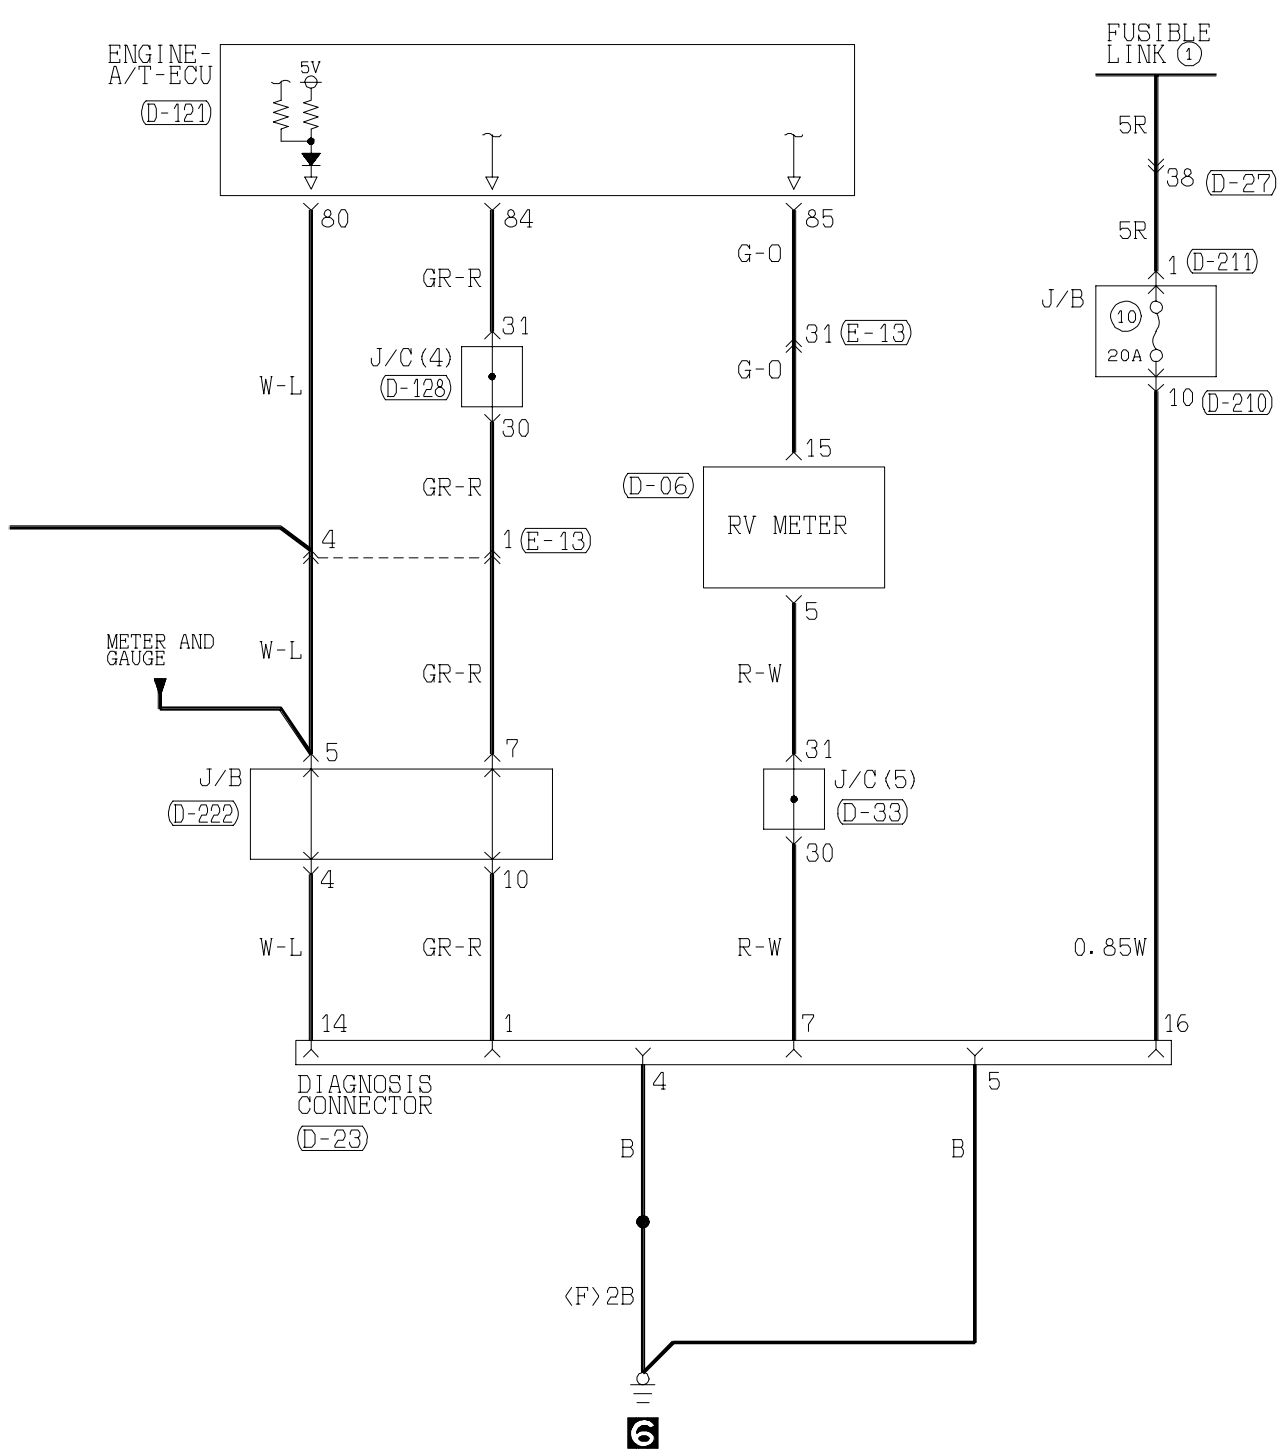 FUSIBLE
LINK 1
ENGINE-
A/T-ECU
5V
(D-121)
5R
38 (D-27)
80
84
85
5R
G-O
1 (D-211)
GR-R
J/B
10
31
31 (E-13)
20A
J/C(4)
G-O
W-L
(D-128)
10 (D-210)
30
15
(D-06)
GR-R
RV METER
4
1 (E-13)
5
METER AND
GAUGE
W-L
GR-R
R-W
5
7
31
J/B
J/C(5)
(D-222)
(D-33)
30
4
10
W-L
GR-R
R-W
0.85W
14
1
7
16
4
5
DIAGNOSIS
CONNECTOR
(D-23)
B
B
〈F〉2B
6